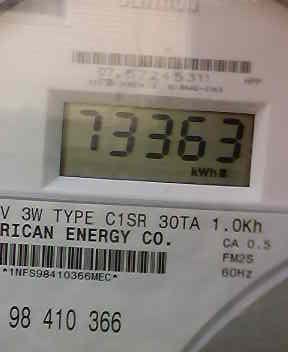 73363
kWh
V 3W TYPE C1SR 30TA 1.0Kh
RICAN ENERGY CO.
CA 0.5
FM2S
60Hz
*1NFS98410366MEC*
98 410 366